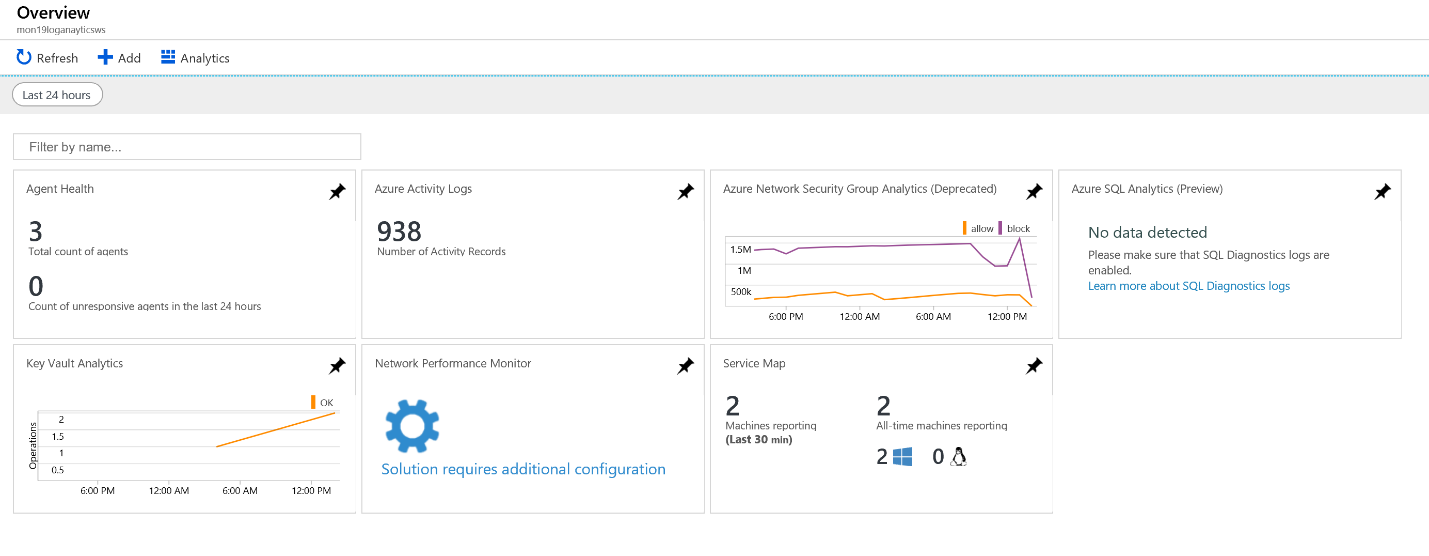 Overview
mon19loganayticsws
Refresh Add Analytics
Last 24 hours
Filter by name...
Agent Health
3
Total count of agents
0
Count of unresponsive agents in the last 24 hours
Azure Activity Logs
938
Number of Activity Records
Azure Network Security Group Analytics (Deprecated)
allow block
1.5M
1M
500k
6:00 PM 12:00 AM 6:00 AM 12:00 PM
Azure SQL Analytics (Preview)
No data detected
Please make sure that SQL Diagnostics logs are
enabled.
Learn more about SQL Diagnostics logs
Key Vault Analytics
OK
Operations
2
1.5
1
0.5
6:00 PM 12:00 AM 6:00 AM 12:00 PM
Network Performance Monitor
Solution requires additional configuration
Service Map
2
Machines reporting
(Last 30 min)
2
All-time machines reporting
2 0